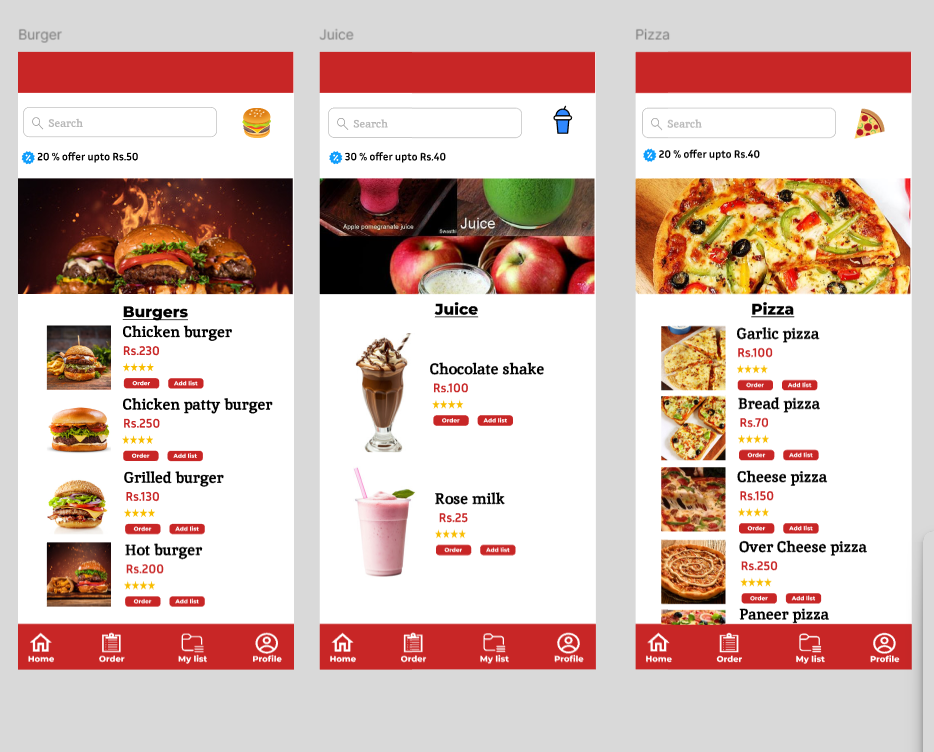 Burger
Search
20 % offer upto Rs.50
Burgers
Chicken burger
Rs.230
Order Add list
Chicken patty burger
Rs.250
Order Add list
Grilled burger
Rs.130
Order Add list
Hot burger
Rs.200
Order Add list
Home Order My list Profile
Juice
Search
30 % offer upto Rs.40
Apple pomegranate juice
Juice
Juice
Chocolate shake
Rs.100
Order Add list
Rose milk
Rs.25
Order Add list
Home Order My list Profile
Pizza
Search
20 % offer upto Rs.40
Pizza
Garlic pizza
Rs.100
Order Add list
Bread pizza
Rs.70
Order Add list
Cheese pizza
Rs.150
Order Add list
Over Cheese pizza
Rs.250
Order Add list
Paneer pizza
Home Order My list Profile